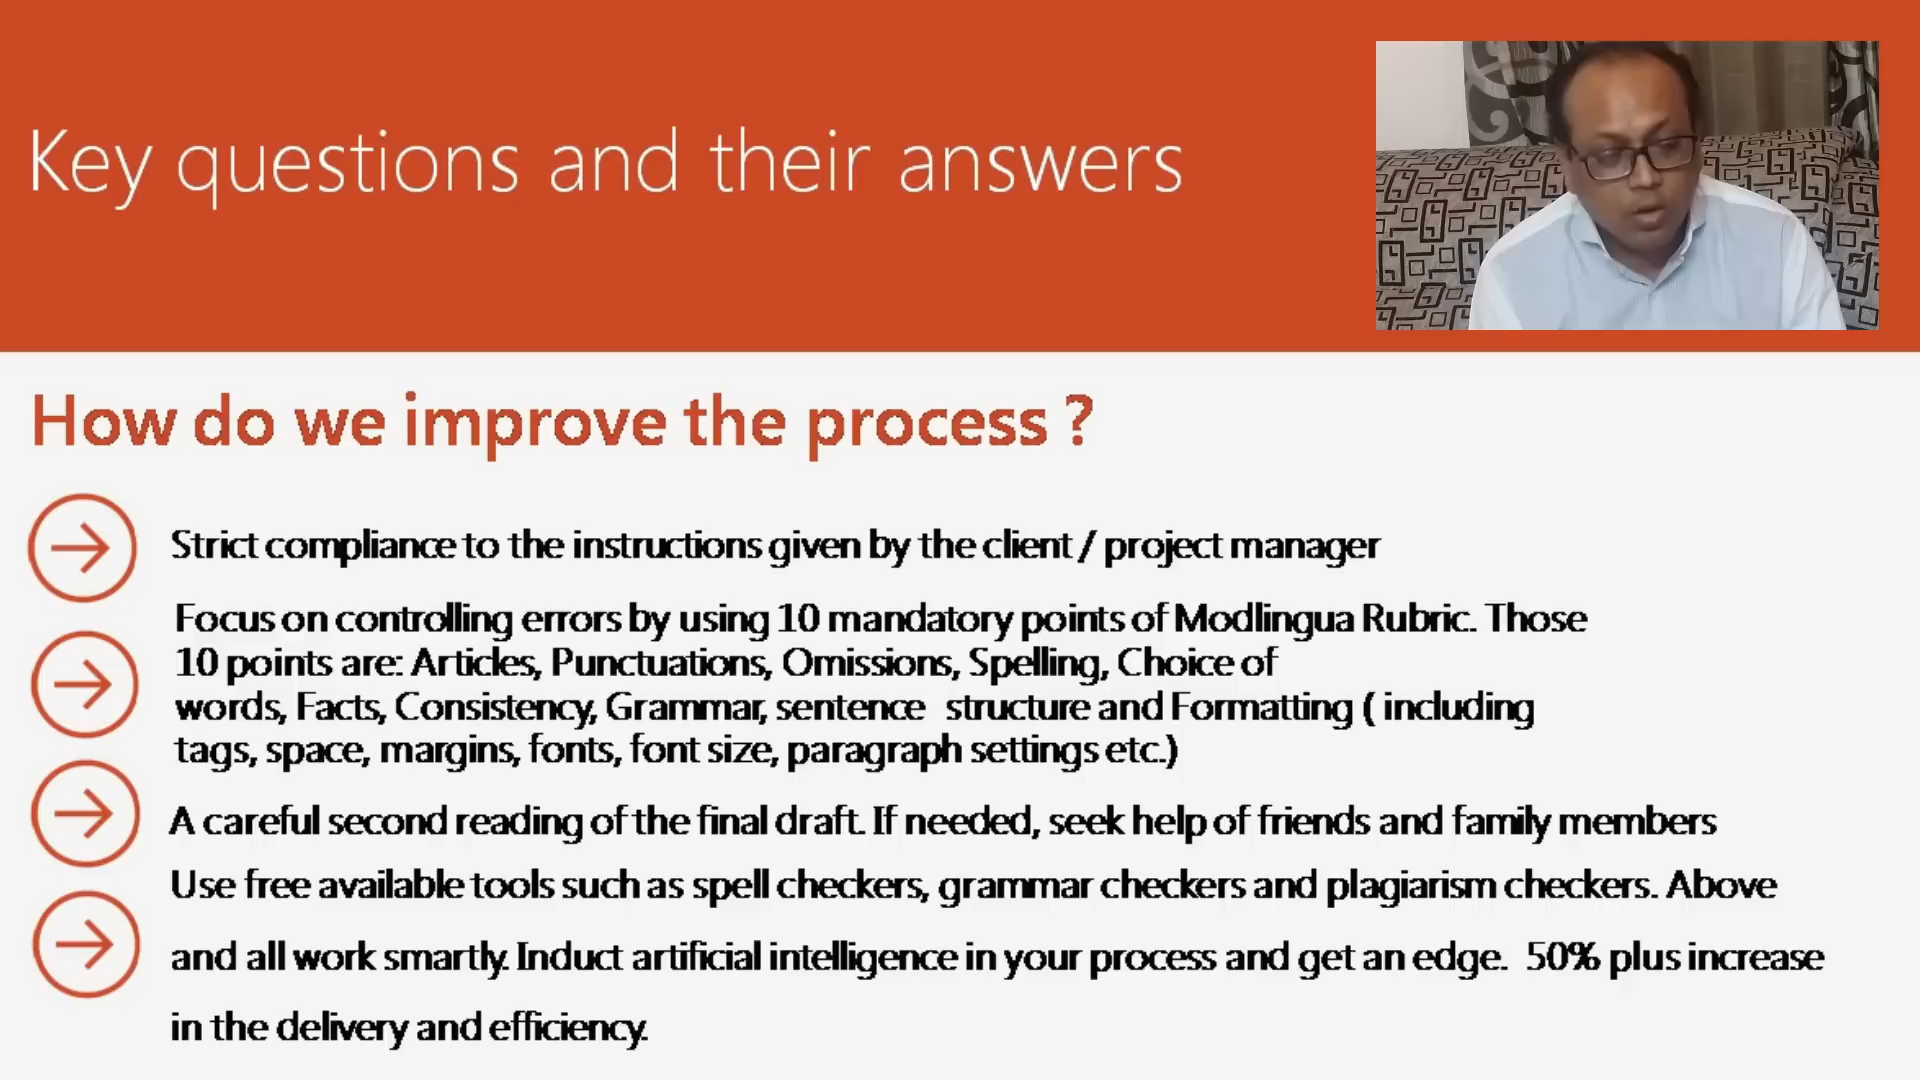 Key questions and their answers
How do we improve the process ?
Strict compliance to the instructions given by the client / project manager
Focus on controlling errors by using 10 mandatory points of Modlingua Rubric. Those
10 points are: Articles, Punctuations, Omissions, Spelling, Choice of
words, Facts, Consistency, Grammar, sentence structure and Formatting ( including
tags, space, margins, fonts, font size, paragraph settings etc.)
A careful second reading of the final draft. If needed, seek help of friends and family members
Use free available tools such as spell checkers, grammar checkers and plagiarism checkers. Above
and all work smartly. Induct artificial intelligence in your process and get an edge. 50% plus increase
in the delivery and efficiency.